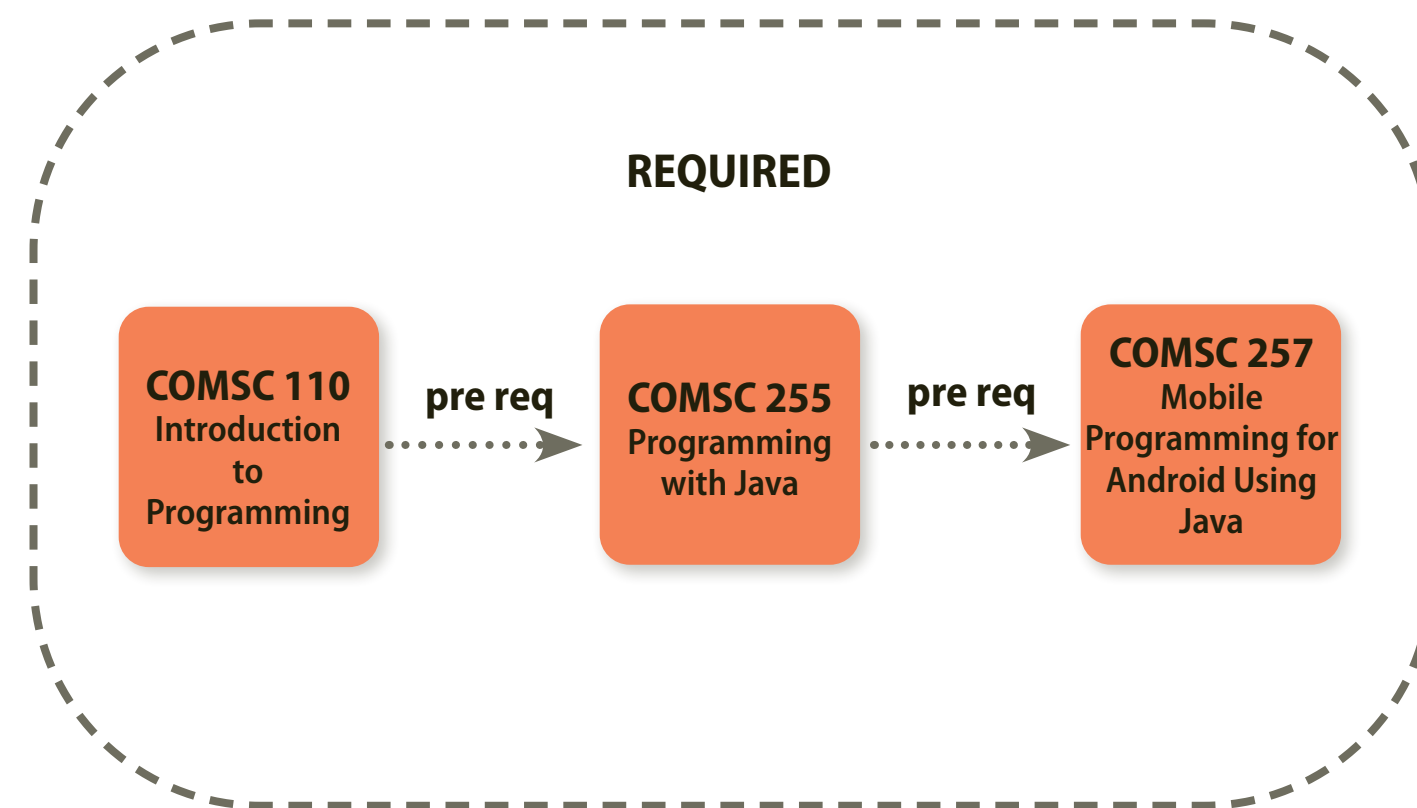 REQUIRED
COMSC 110
Introduction
to
Programming
pre req
COMSC 255
Programming
with Java
pre req
COMSC 257
Mobile
Programming for
Android Using
Java